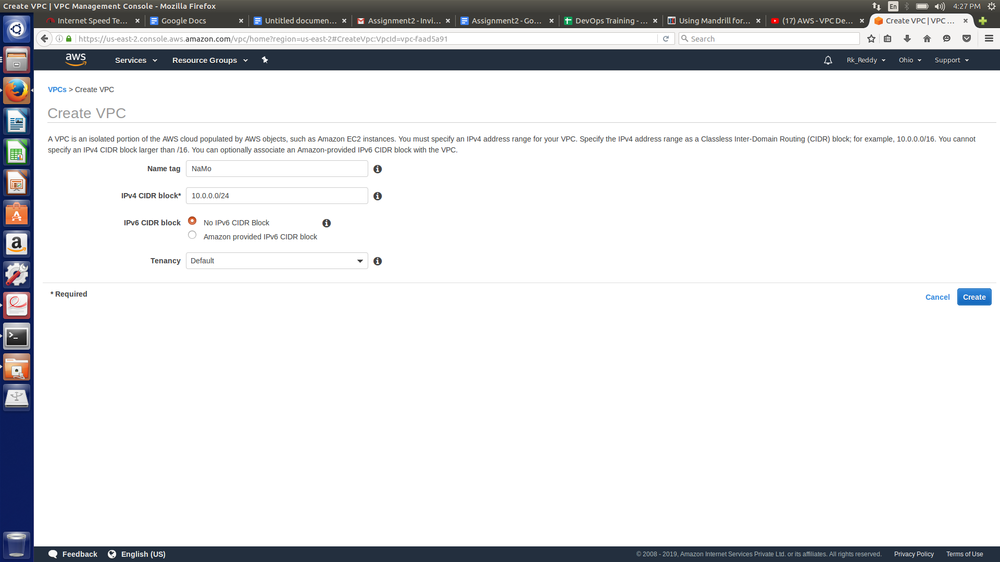 Create VPC | VPC Management Console - Mozilla Firefox
En
4:27 PM
Internet Speed Te...
Google Docs
Untitled documen...
Assignment2 - Invi...
Assignment2 - Go...
DevOps Training - ...
Using Mandrill for...
(17) AWS - VPC De...
Create VPC | VPC ...
https://us-east-2.console.aws.amazon.com/vpc/home?region=us-east-2#CreateVpc:VpcId=vpc-faad5a91
Search
aws
Services
Resource Groups
Rk_Reddy
Ohio
Support
VPCs > Create VPC
Create VPC
A VPC is an isolated portion of the AWS cloud populated by AWS objects, such as Amazon EC2 instances. You must specify an IPv4 address range for your VPC. Specify the IPv4 address range as a Classless Inter-Domain Routing (CIDR) block; for example, 10.0.0.0/16. You cannot
specify an IPv4 CIDR block larger than /16. You can optionally associate an Amazon-provided IPv6 CIDR block with the VPC.
Name tag NaMo
IPv4 CIDR block* 10.0.0.0/24
IPv6 CIDR block No IPv6 CIDR Block
Amazon provided IPv6 CIDR block
Tenancy Default
* Required
Cancel
Create
Feedback
English (US)
© 2008 - 2019, Amazon Internet Services Private Ltd. or its affiliates. All rights reserved.
Privacy Policy
Terms of Use